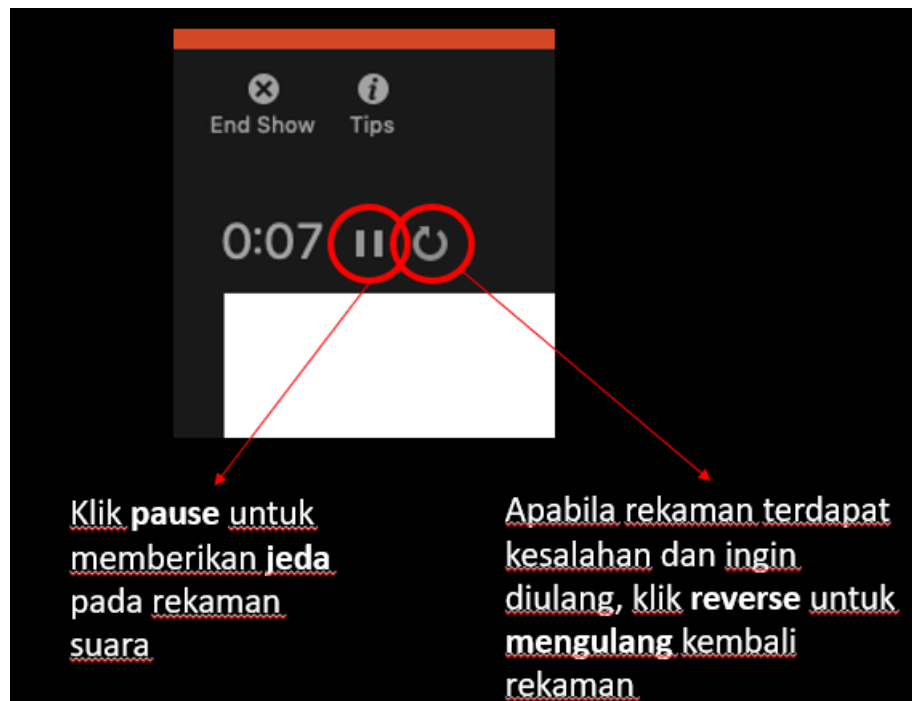 End Show Tips
0:07
Klik pause untuk
memberikan jeda
pada rekaman
suara
Apabila rekaman terdapat
kesalahan dan ingin
diulang, klik reverse untuk
mengulang kembali
rekaman